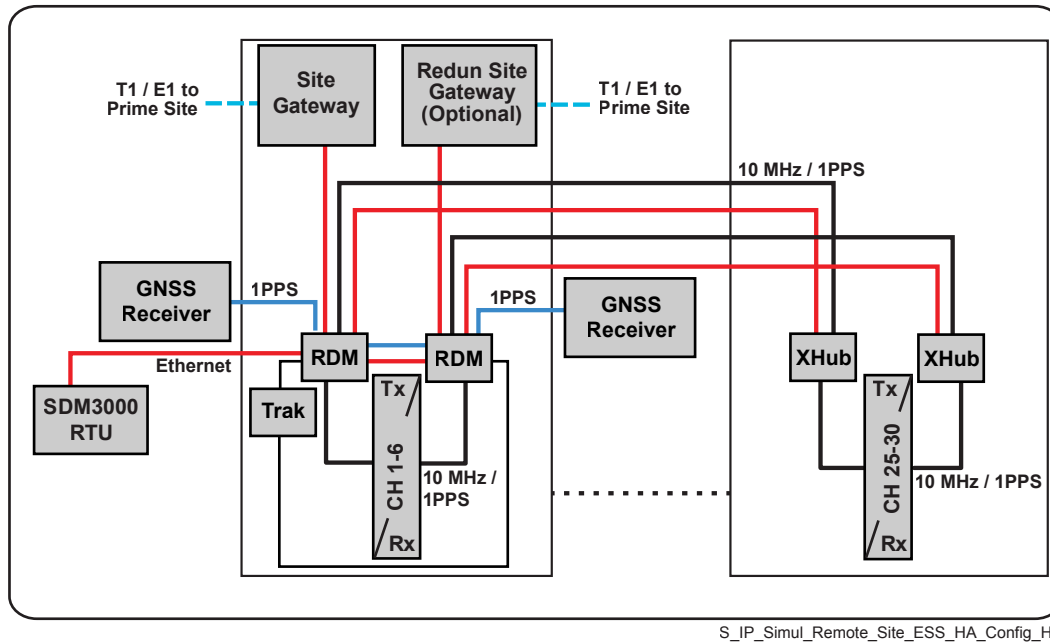 Site
Gateway
Redun Site
Gateway
(Optional)
T1 / E1 to
Prime Site
T1 / E1 to
Prime Site
10 MHz / 1PPS
GNSS
Receiver
1PPS
1PPS
GNSS
Receiver
RDM
RDM
XHub
XHub
Ethernet
SDM3000
RTU
Trak
Tx
CH 1-6
Rx
10 MHz /
1PPS
Tx
CH 25-30
Rx
10 MHz / 1PPS
S_IP_Simul_Remote_Site_ESS_HA_Config_H